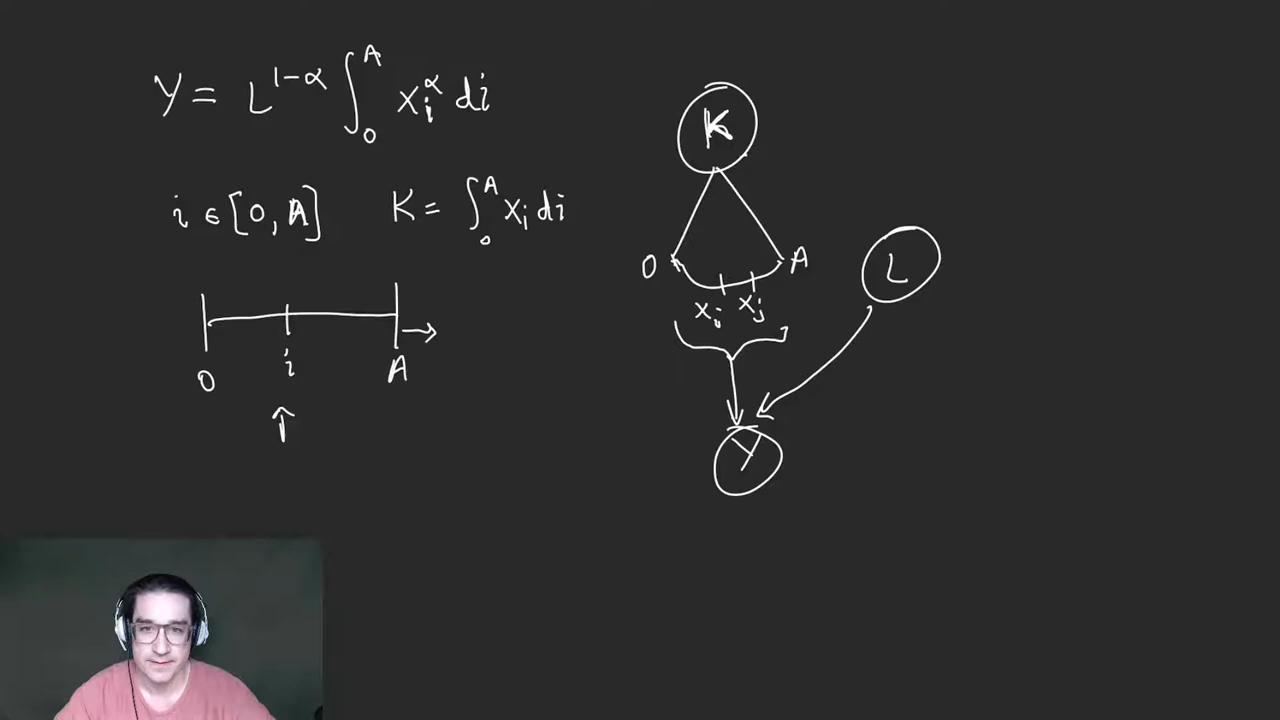 Y = L^{1-α} ∫_0^A x_i^α di
i ∈ [0, A] K = ∫_0^A x_i di
0 i A
K
0 A
x_i x_j
L
Y